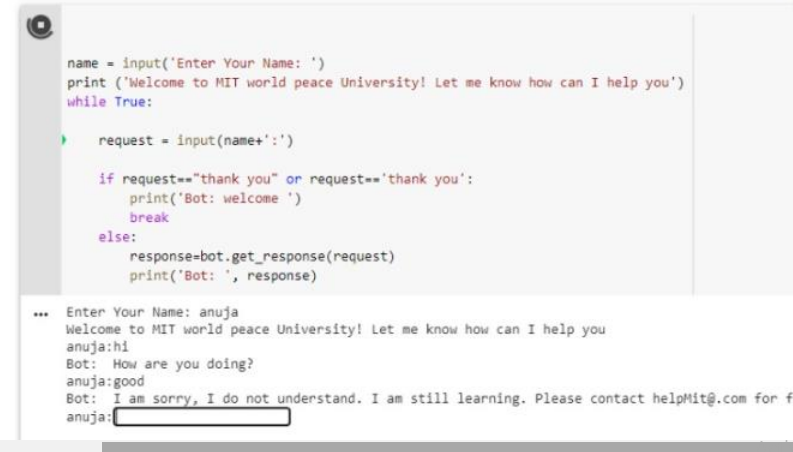 name = input('Enter Your Name: ')
print ('Welcome to MIT world peace University! Let me know how can I help you')
while True:
request = input(name+':')
if request=="thank you" or request=='thank you':
print('Bot: welcome ')
break
else:
response=bot.get_response(request)
print('Bot: ', response)
... Enter Your Name: anuja
Welcome to MIT world peace University! Let me know how can I help you
anuja:hi
Bot: How are you doing?
anuja:good
Bot: I am sorry, I do not understand. I am still learning. Please contact helpMit@.com for f
anuja: